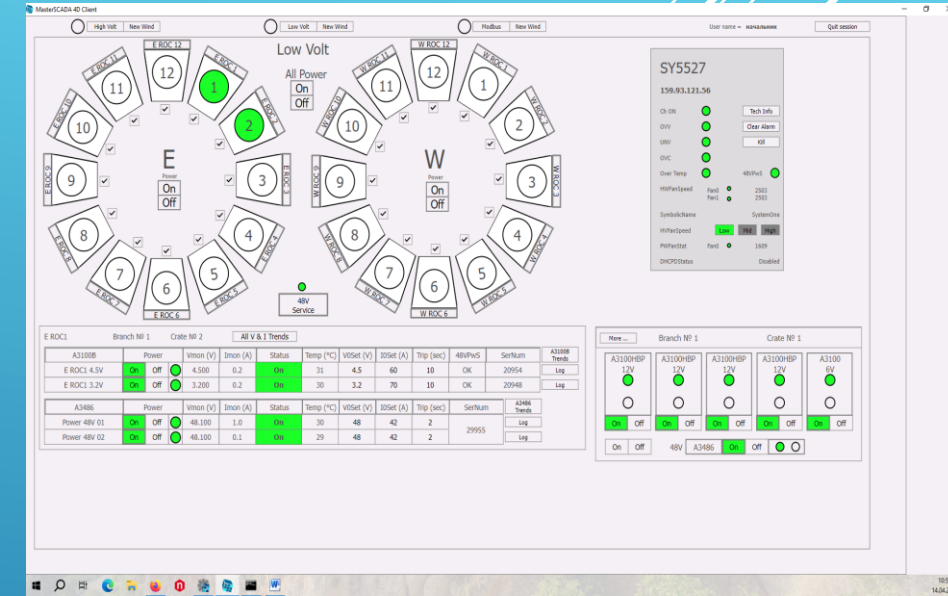 MasterSCADA 4D Client
High Volt New Wind Low Volt New Wind Modbus New Wind User name = начальник Quit session
Low Volt
All Power
On
Off
E ROC 12
E ROC 1
E ROC 2
E ROC 3
E ROC 4
E ROC 5
E ROC 6
E ROC 7
E ROC 8
E ROC 9
E ROC 10
E ROC 11
12
1
2
3
4
5
6
7
8
9
10
11
E
Power
On
Off
W ROC 12
W ROC 1
W ROC 2
W ROC 3
W ROC 4
W ROC 5
W ROC 6
W ROC 7
W ROC 8
W ROC 9
W ROC 10
W ROC 11
12
1
2
3
4
5
6
7
8
9
10
11
W
Power
On
Off
48V
Service
SY5527
159.93.121.56
Ch ON Tech Info
OVV Clear Alarm
UNV Kill
OVC
Over Temp 48VPwS
HVFanSpeed Fan0 2503
Fan1 2503
SymbolicName SystemOne
HVFanSpeed Low Mid High
PWFanStat Fan0 1609
DHCPDStatus Disabled
E ROC1 Branch № 1 Crate № 2 All V & I Trends
A3100B Power Vmon (V) Imon (A) Status Temp (°C) V0Set (V) I0Set (A) Trip (sec) 48VPwS SerNum A3100B Trends
E ROC1 4.5V On Off 4.500 0.2 On 31 4.5 60 10 OK 20954 Log
E ROC1 3.2V On Off 3.200 0.2 On 30 3.2 70 10 OK 20948 Log
A3486 Power Vmon (V) Imon (A) Status Temp (°C) V0Set (V) I0Set (A) Trip (sec) SerNum A3486 Trends
Power 48V 01 On Off 48.100 1.0 On 30 48 42 2 29955 Log
Power 48V 02 On Off 48.100 0.1 On 29 48 42 2 Log
More ... Branch № 1 Crate № 1
A3100HBP A3100HBP A3100HBP A3100HBP A3100
12V 12V 12V 12V 6V
On Off On Off On Off On Off On Off
On Off 48V A3486 On Off